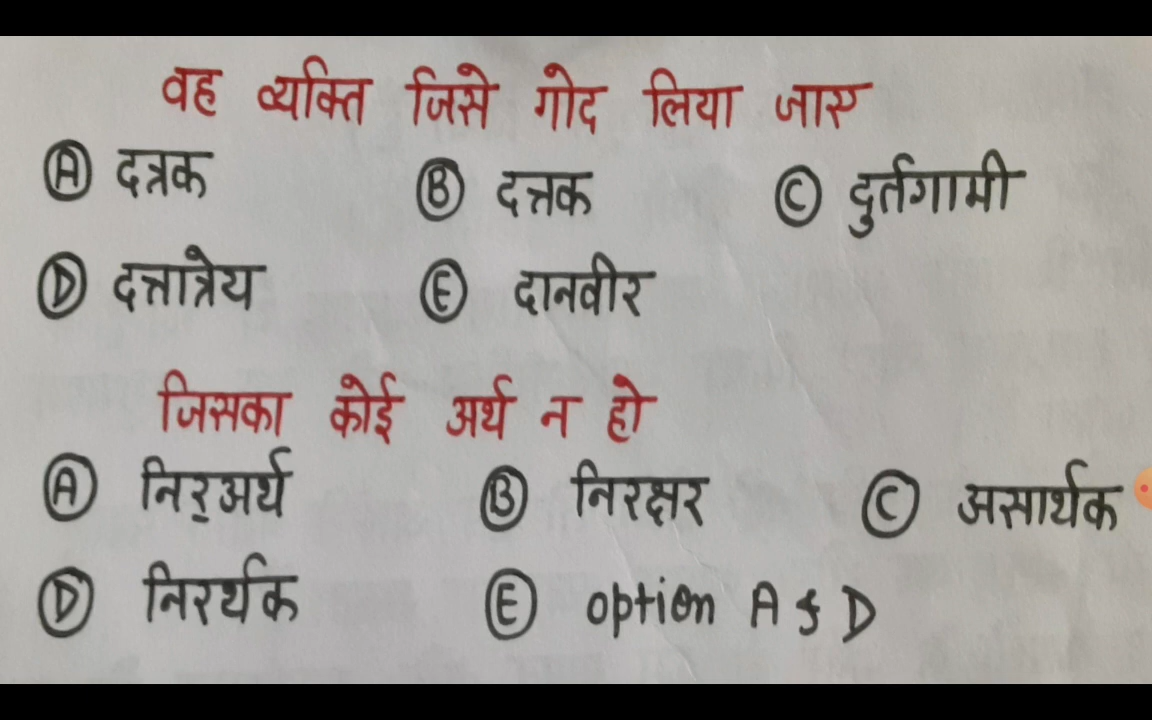 वह व्यक्ति जिसे गोद लिया जाए
Ⓐ दत्रक Ⓑ दत्तक Ⓒ दुर्तगामी
Ⓓ दत्तात्रेय Ⓔ दानवीर
जिसका कोई अर्थ न हो
Ⓐ निर्अर्थ Ⓑ निरक्षर Ⓒ असार्थक
Ⓓ निरर्थक Ⓔ option A & D